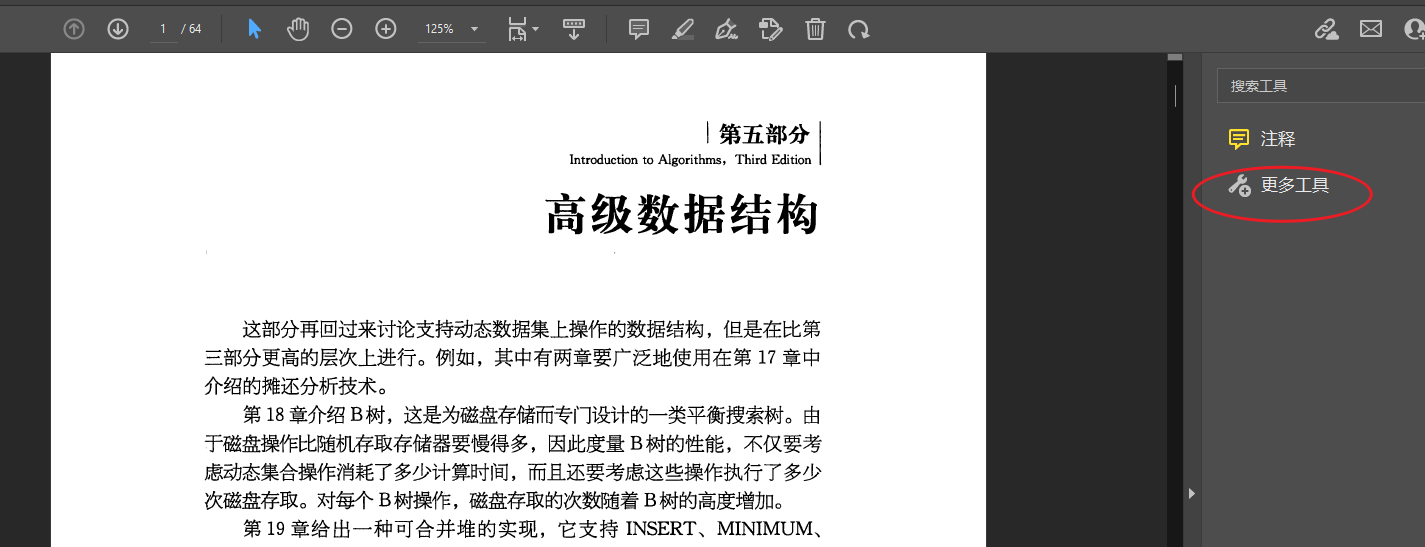 1 / 64
125%
搜索工具
注释
更多工具
第五部分
Introduction to Algorithms, Third Edition
高级数据结构
这部分再回过来讨论支持动态数据集上操作的数据结构，但是在比第
三部分更高的层次上进行。例如，其中有两章要广泛地使用在第 17 章中
介绍的摊还分析技术。
第 18 章介绍 B 树，这是为磁盘存储而专门设计的一类平衡搜索树。由
于磁盘操作比随机存取存储器要慢得多，因此度量 B 树的性能，不仅要考
虑动态集合操作消耗了多少计算时间，而且还要考虑这些操作执行了多少
次磁盘存取。对每个 B 树操作，磁盘存取的次数随着 B 树的高度增加。
第 19 章给出一种可合并堆的实现，它支持 INSERT、MINIMUM、